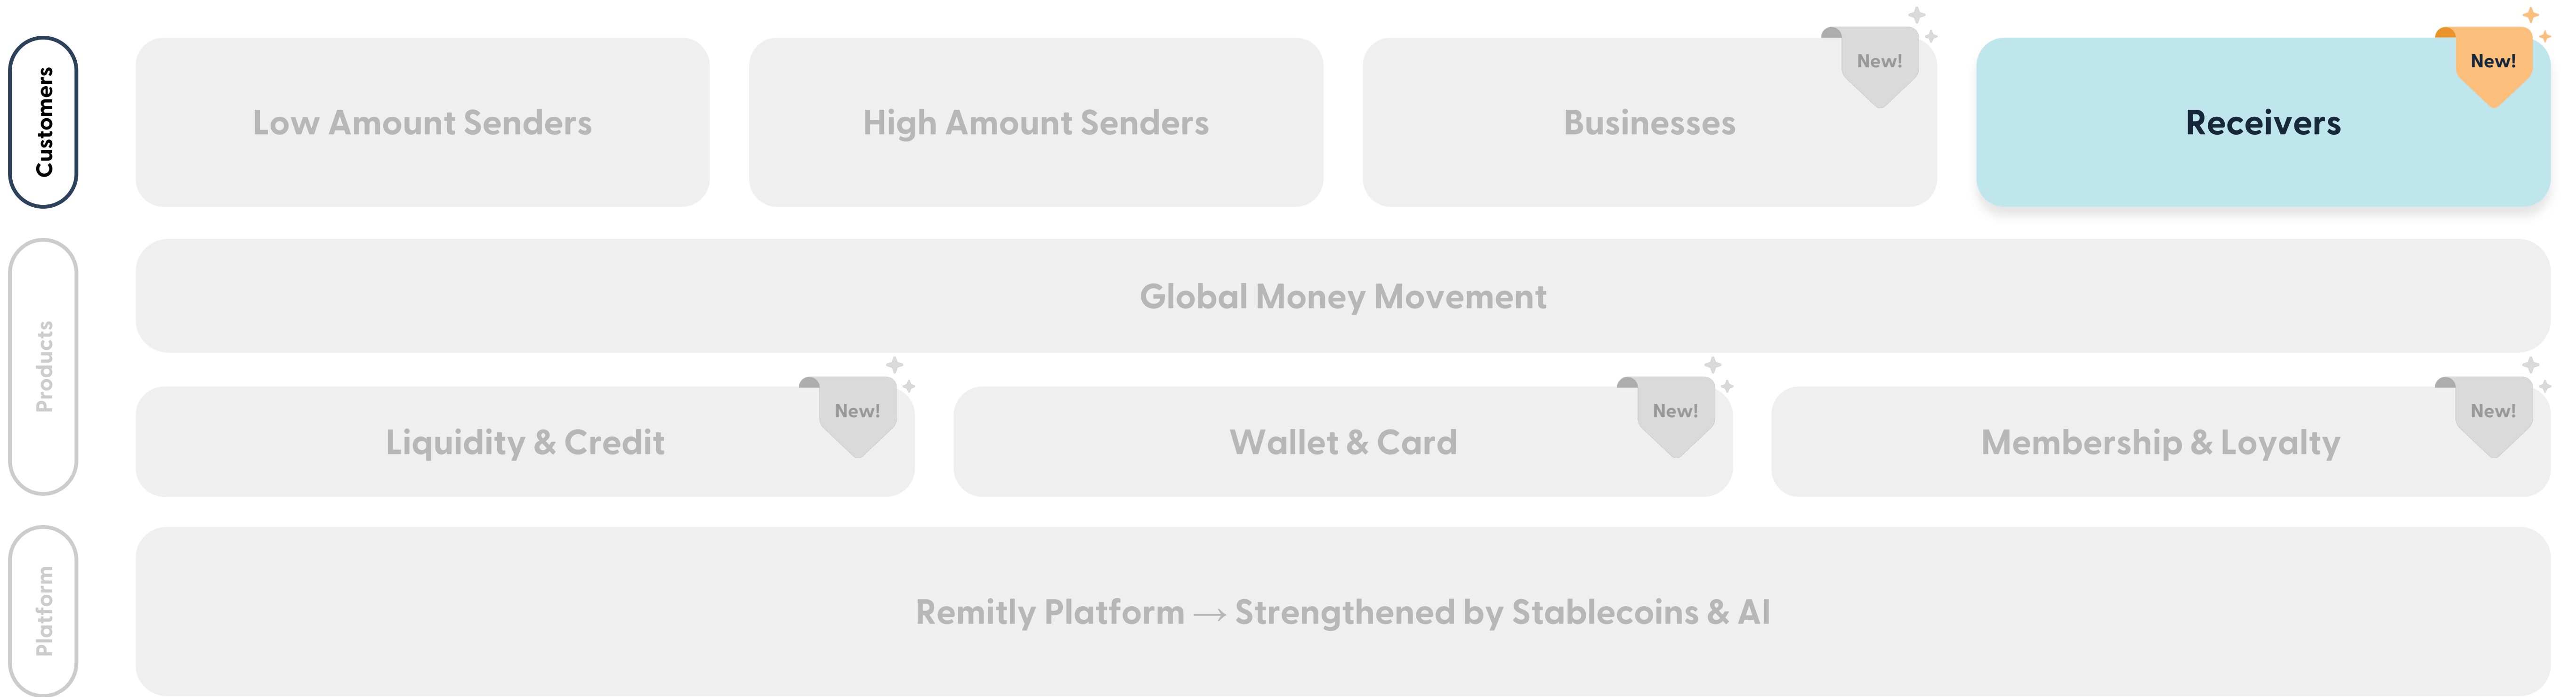 Customers
Low Amount Senders
High Amount Senders
Businesses
New!
Receivers
New!
Products
Global Money Movement
Liquidity & Credit
New!
Wallet & Card
New!
Membership & Loyalty
New!
Platform
Remitly Platform → Strengthened by Stablecoins & AI